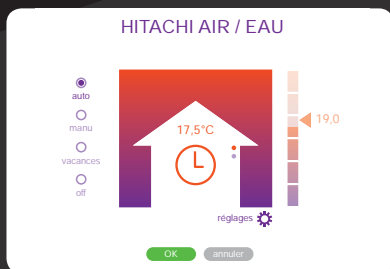 HITACHI AIR / EAU
auto
manu
vacances
off
17,5°C
19,0
réglages
OK
annuler